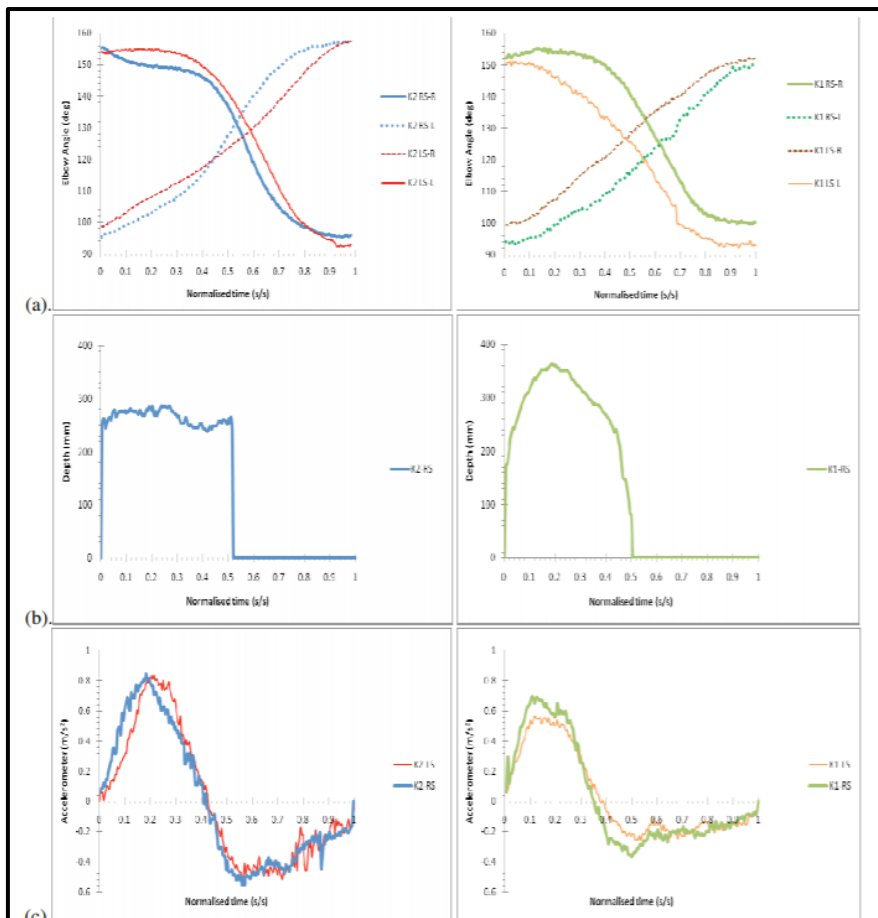 160
150
140
130
120
110
100
90
0 0.1 0.2 0.3 0.4 0.5 0.6 0.7 0.8 0.9 1
Elbow Angle (deg)
Normalised time (s/s)
K2 RS-R
K2 RS-L
K2 LS-R
K2 LS-L
160
150
140
130
120
110
100
90
0 0.1 0.2 0.3 0.4 0.5 0.6 0.7 0.8 0.9 1
Elbow Angle (deg)
Normalised time (s/s)
K1 RS-R
K1 RS-L
K1 LS-R
K1 LS-L
(a).
400
300
200
100
0
0 0.1 0.2 0.3 0.4 0.5 0.6 0.7 0.8 0.9 1
Depth (mm)
Normalised time (s/s)
K2-RS
400
300
200
100
0
0 0.1 0.2 0.3 0.4 0.5 0.6 0.7 0.8 0.9 1
Depth (mm)
Normalised time (s/s)
K1-RS
(b).
1
0.8
0.6
0.4
0.2
0
-0.2
-0.4
0.6
0 0.1 0.2 0.3 0.4 0.5 0.6 0.7 0.8 0.9 1
Accelerometer (m/s²)
Normalised time (s/s)
K2-LS
K2-RS
1
0.8
0.6
0.4
0.2
0
-0.2
-0.4
0.6
0 0.1 0.2 0.3 0.4 0.5 0.6 0.7 0.8 0.9 1
Accelerometer (m/s²)
Normalised time (s/s)
K1-LS
K1-RS
(c).